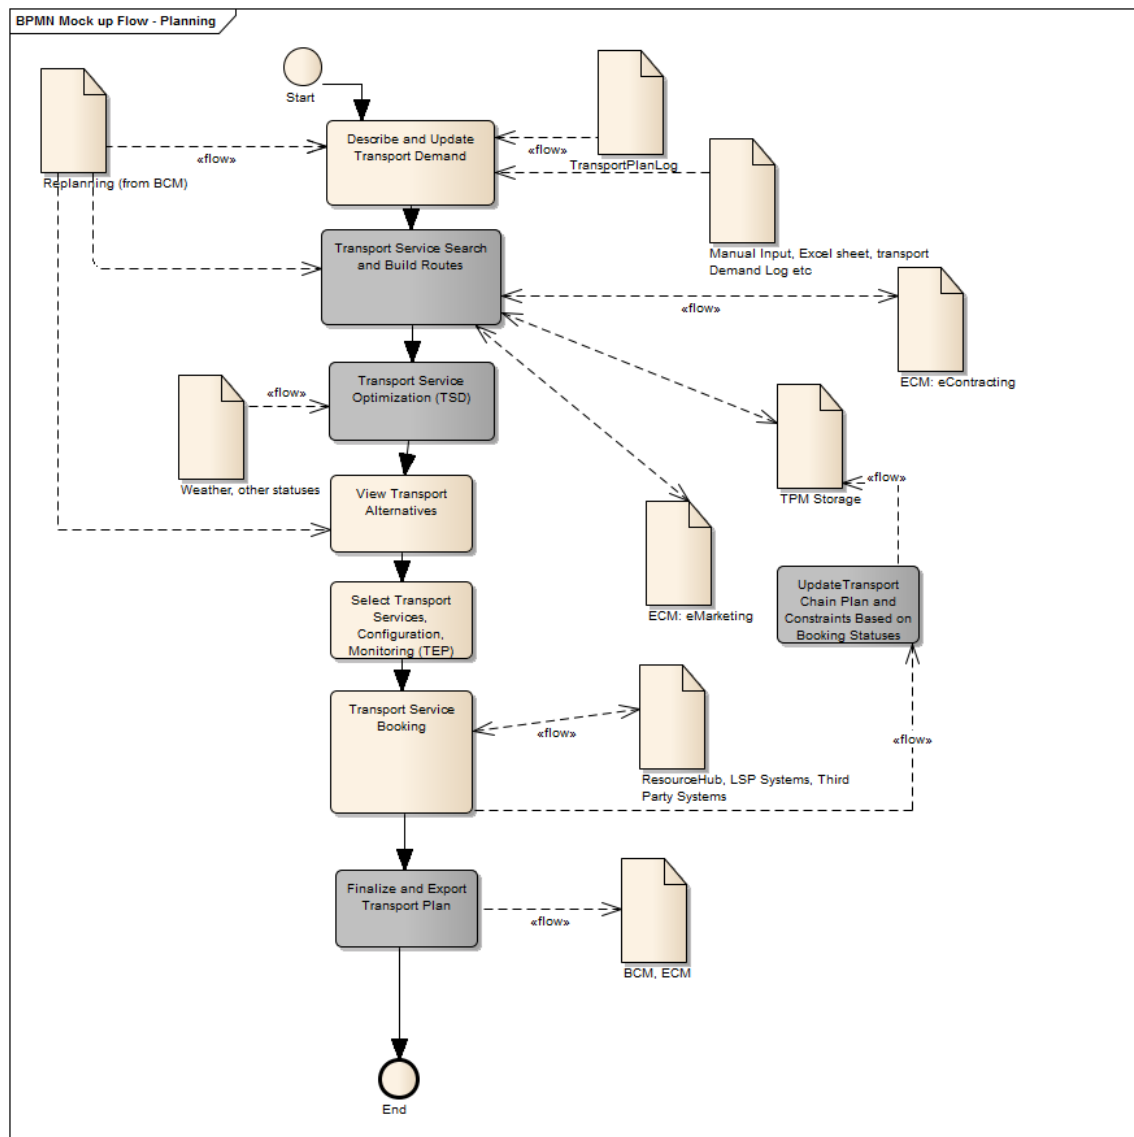 BPMN Mock up Flow - Planning
Start
Describe and Update
Transport Demand
«flow»
«flow»
TransportPlanLog
Replanning (from BCM)
Transport Service Search
and Build Routes
Manual Input, Excel sheet, transport
Demand Log etc
«flow»
ECM: eContracting
Transport Service
Optimization (TSD)
«flow»
Weather, other statuses
View Transport
Alternatives
«flow»
TPM Storage
Select Transport
Services,
Configuration,
Monitoring (TEP)
ECM: eMarketing
UpdateTransport
Chain Plan and
Constraints Based on
Booking Statuses
Transport Service
Booking
«flow»
«flow»
ResourceHub, LSP Systems, Third
Party Systems
Finalize and Export
Transport Plan
«flow»
BCM, ECM
End